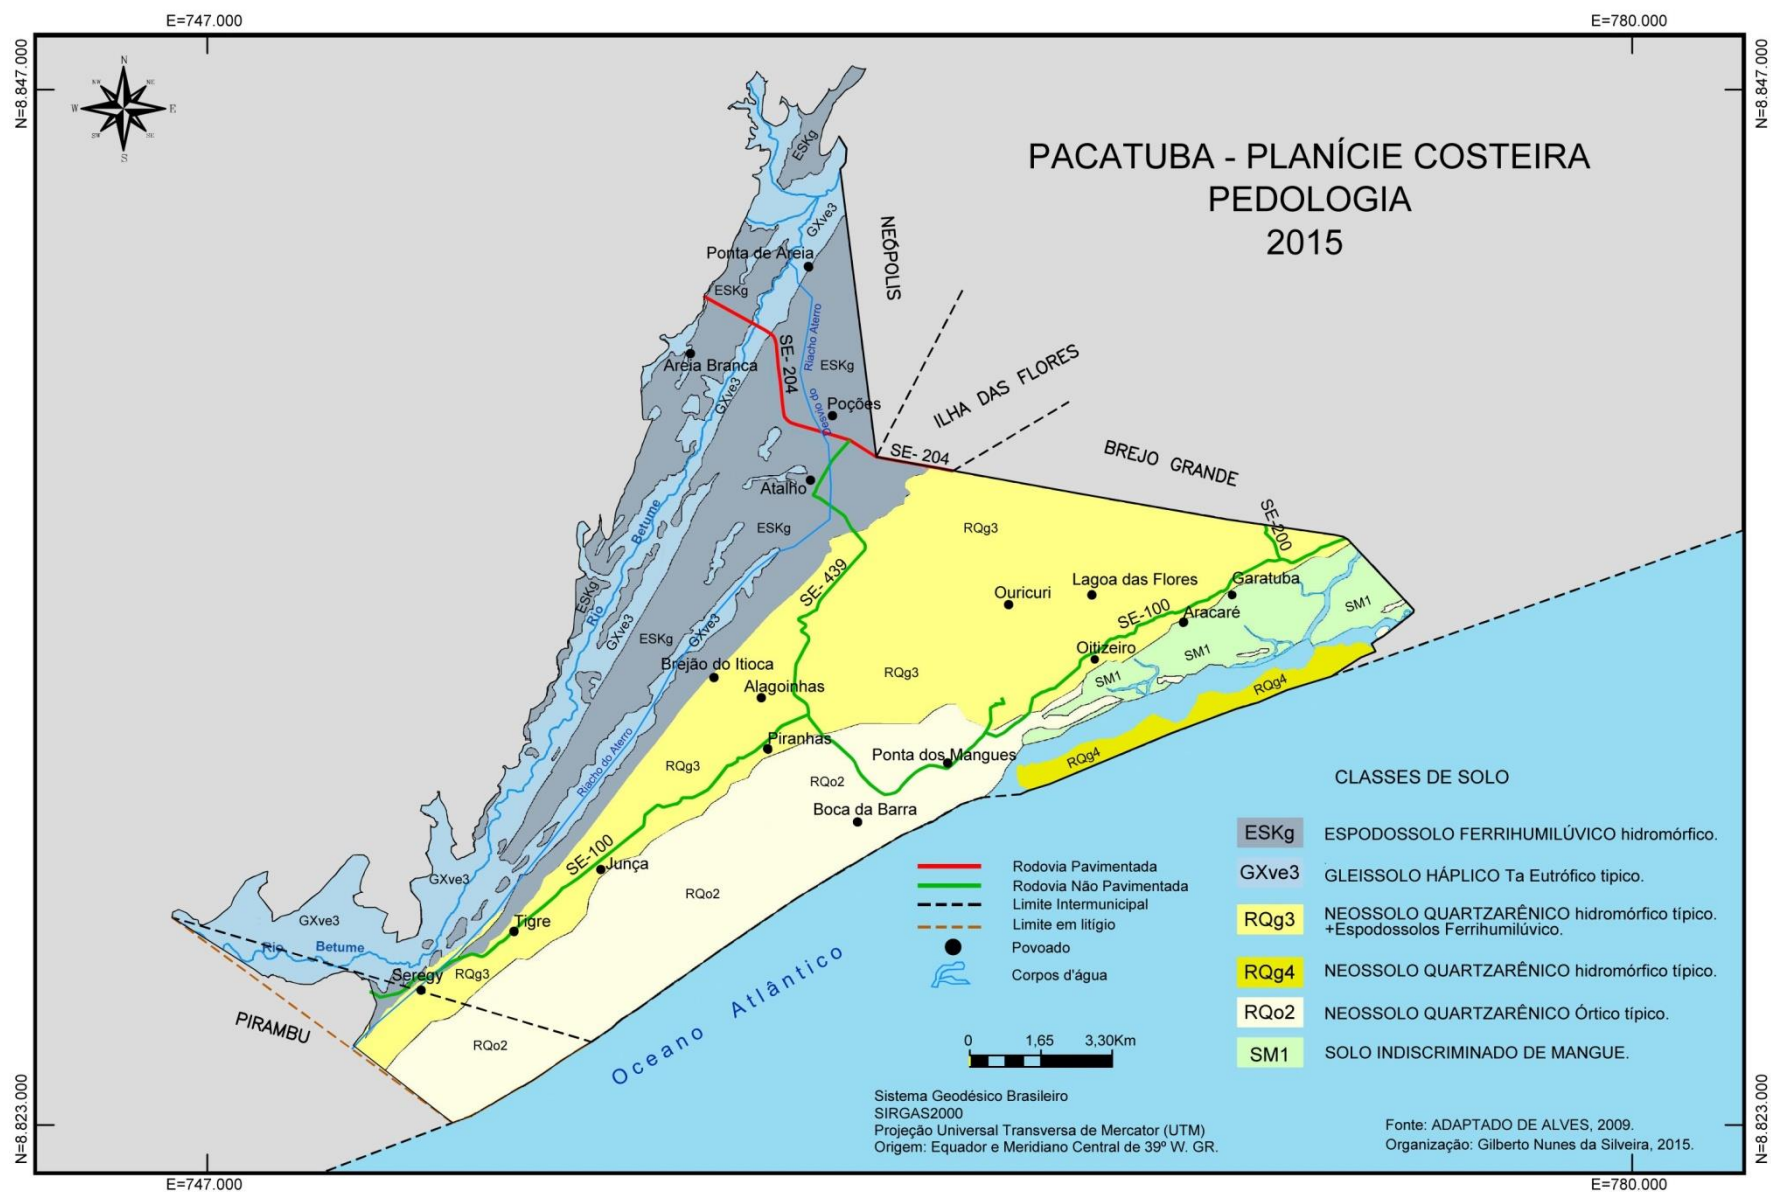 E=747.000
E=780.000
N=8.847.000
N=8.847.000
N
NW
NE
W
E
SW
SE
S
PACATUBA - PLANÍCIE COSTEIRA
PEDOLOGIA
2015
ESKg
GXve3
NEÓPOLIS
Ponta de Areia
ESKg
Riacho Aterro
Desvio do
SE- 204
ESKg
Areia Branca
GXve3
Poções
ILHA DAS FLORES
SE- 204
BREJO GRANDE
Atalho
ESKg
Betume
Rio
RQg3
SE-200
SE- 439
ESKg
GXve3
ESKg
GXve3
Ouricuri
Lagoa das Flores
Garatuba
SE-100
Aracaré
SM1
SM1
SM1
Oitizeiro
Brejão do Itioca
Alagoinhas
RQg3
RQg4
RQg4
Piranhas
Riacho do Aterro
RQg3
RQo2
Ponta dos Mangues
Boca da Barra
SE-100
Junça
GXve3
RQo2
GXve3
Rio Betume
Tigre
Seregy
RQg3
RQo2
PIRAMBU
Oceano Atlântico
Rodovia Pavimentada
Rodovia Não Pavimentada
Limite Intermunicipal
Limite em litígio
Povoado
Corpos d'água
0 1,65 3,30Km
CLASSES DE SOLO
ESKg ESPODOSSOLO FERRIHUMILÚVICO hidromórfico.
GXve3 GLEISSOLO HÁPLICO Ta Eutrófico tipico.
RQg3 NEOSSOLO QUARTZARÊNICO hidromórfico típico.
+Espodossolos Ferrihumilúvico.
RQg4 NEOSSOLO QUARTZARÊNICO hidromórfico típico.
RQo2 NEOSSOLO QUARTZARÊNICO Órtico típico.
SM1 SOLO INDISCRIMINADO DE MANGUE.
Sistema Geodésico Brasileiro
SIRGAS2000
Projeção Universal Transversa de Mercator (UTM)
Origem: Equador e Meridiano Central de 39º W. GR.
Fonte: ADAPTADO DE ALVES, 2009.
Organização: Gilberto Nunes da Silveira, 2015.
N=8.823.000
N=8.823.000
E=747.000
E=780.000